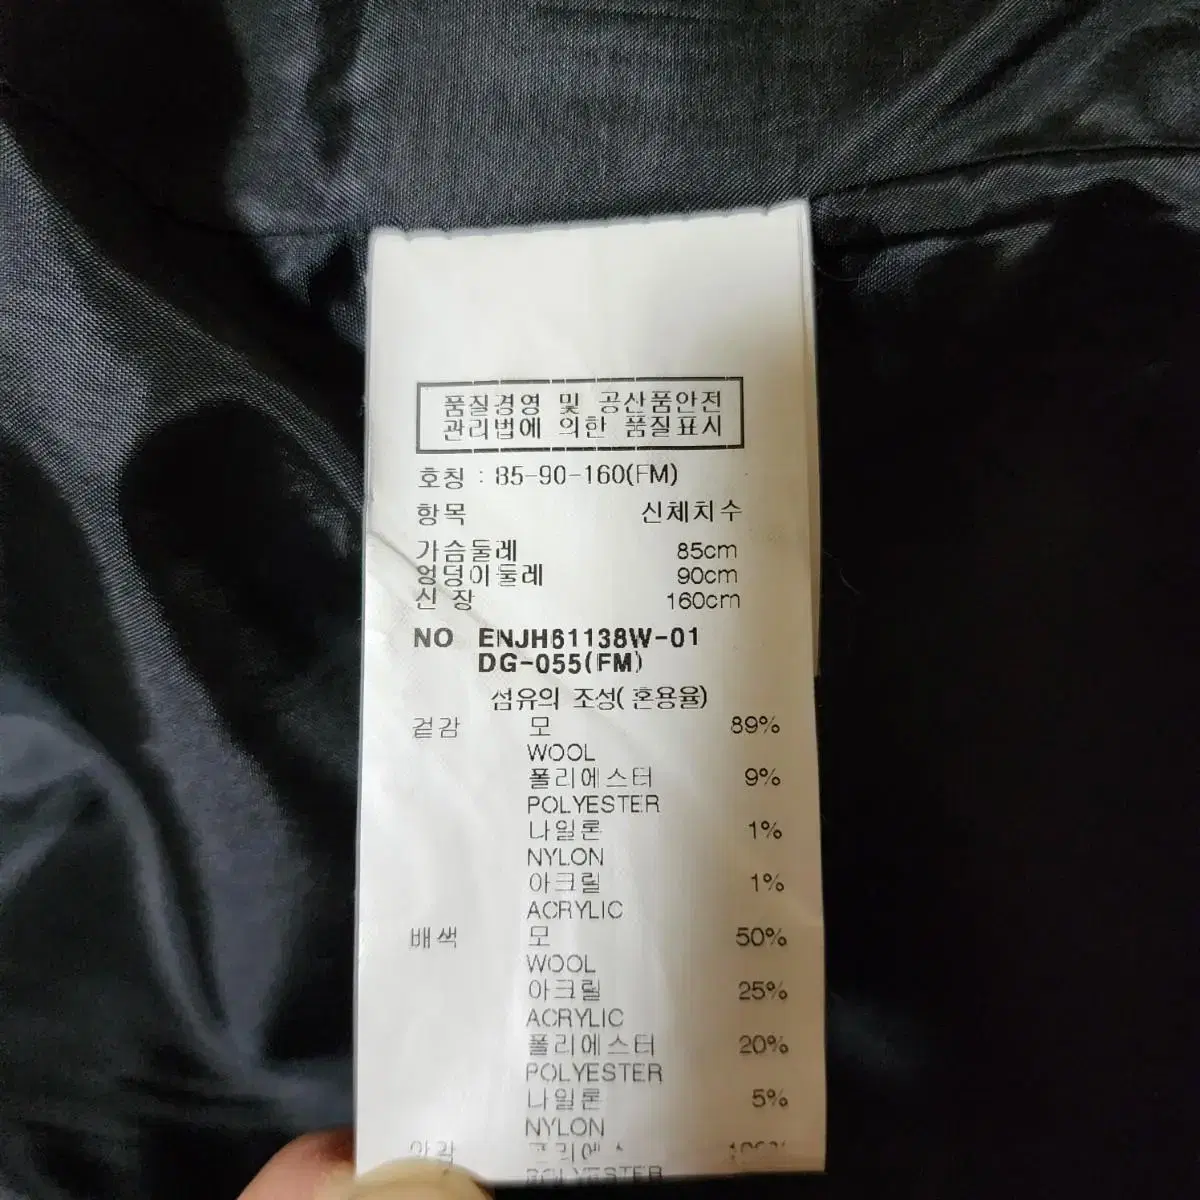 품질경영 및 공산품안전
관리법에 의한 품질표시
호칭 : 85-90-160(FM)
항목 신체치수
가슴둘레 85cm
엉덩이둘레 90cm
신 장 160cm
NO ENJH61138W-01
DG-055(FM)
섬유의 조성(혼용율)
겉감 모 89%
WOOL
폴리에스터 9%
POLYESTER
나일론 1%
NYLON
아크릴 1%
ACRYLIC
배색 모 50%
WOOL
아크릴 25%
ACRYLIC
폴리에스터 20%
POLYESTER
나일론 5%
NYLON
POLYESTER